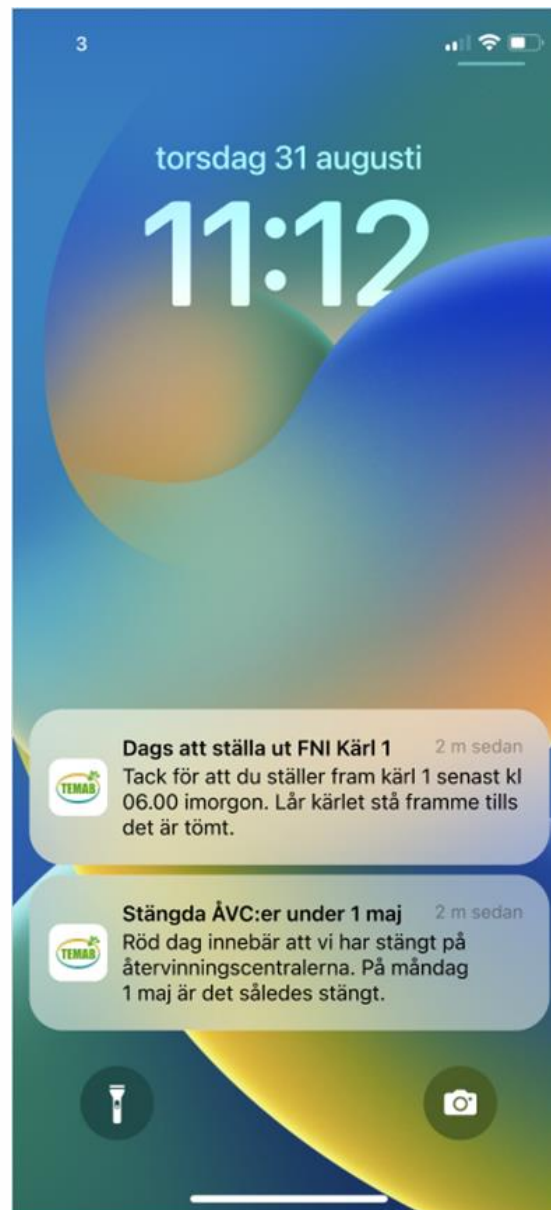 3
torsdag 31 augusti
11:12
Dags att ställa ut FNI Kärl 1 2 m sedan
TEMAB
Tack för att du ställer fram kärl 1 senast kl
06.00 imorgon. Lår kärlet stå framme tills
det är tömt.
Stängda ÅVC:er under 1 maj 2 m sedan
TEMAB
Röd dag innebär att vi har stängt på
återvinningscentralerna. På måndag
1 maj är det således stängt.